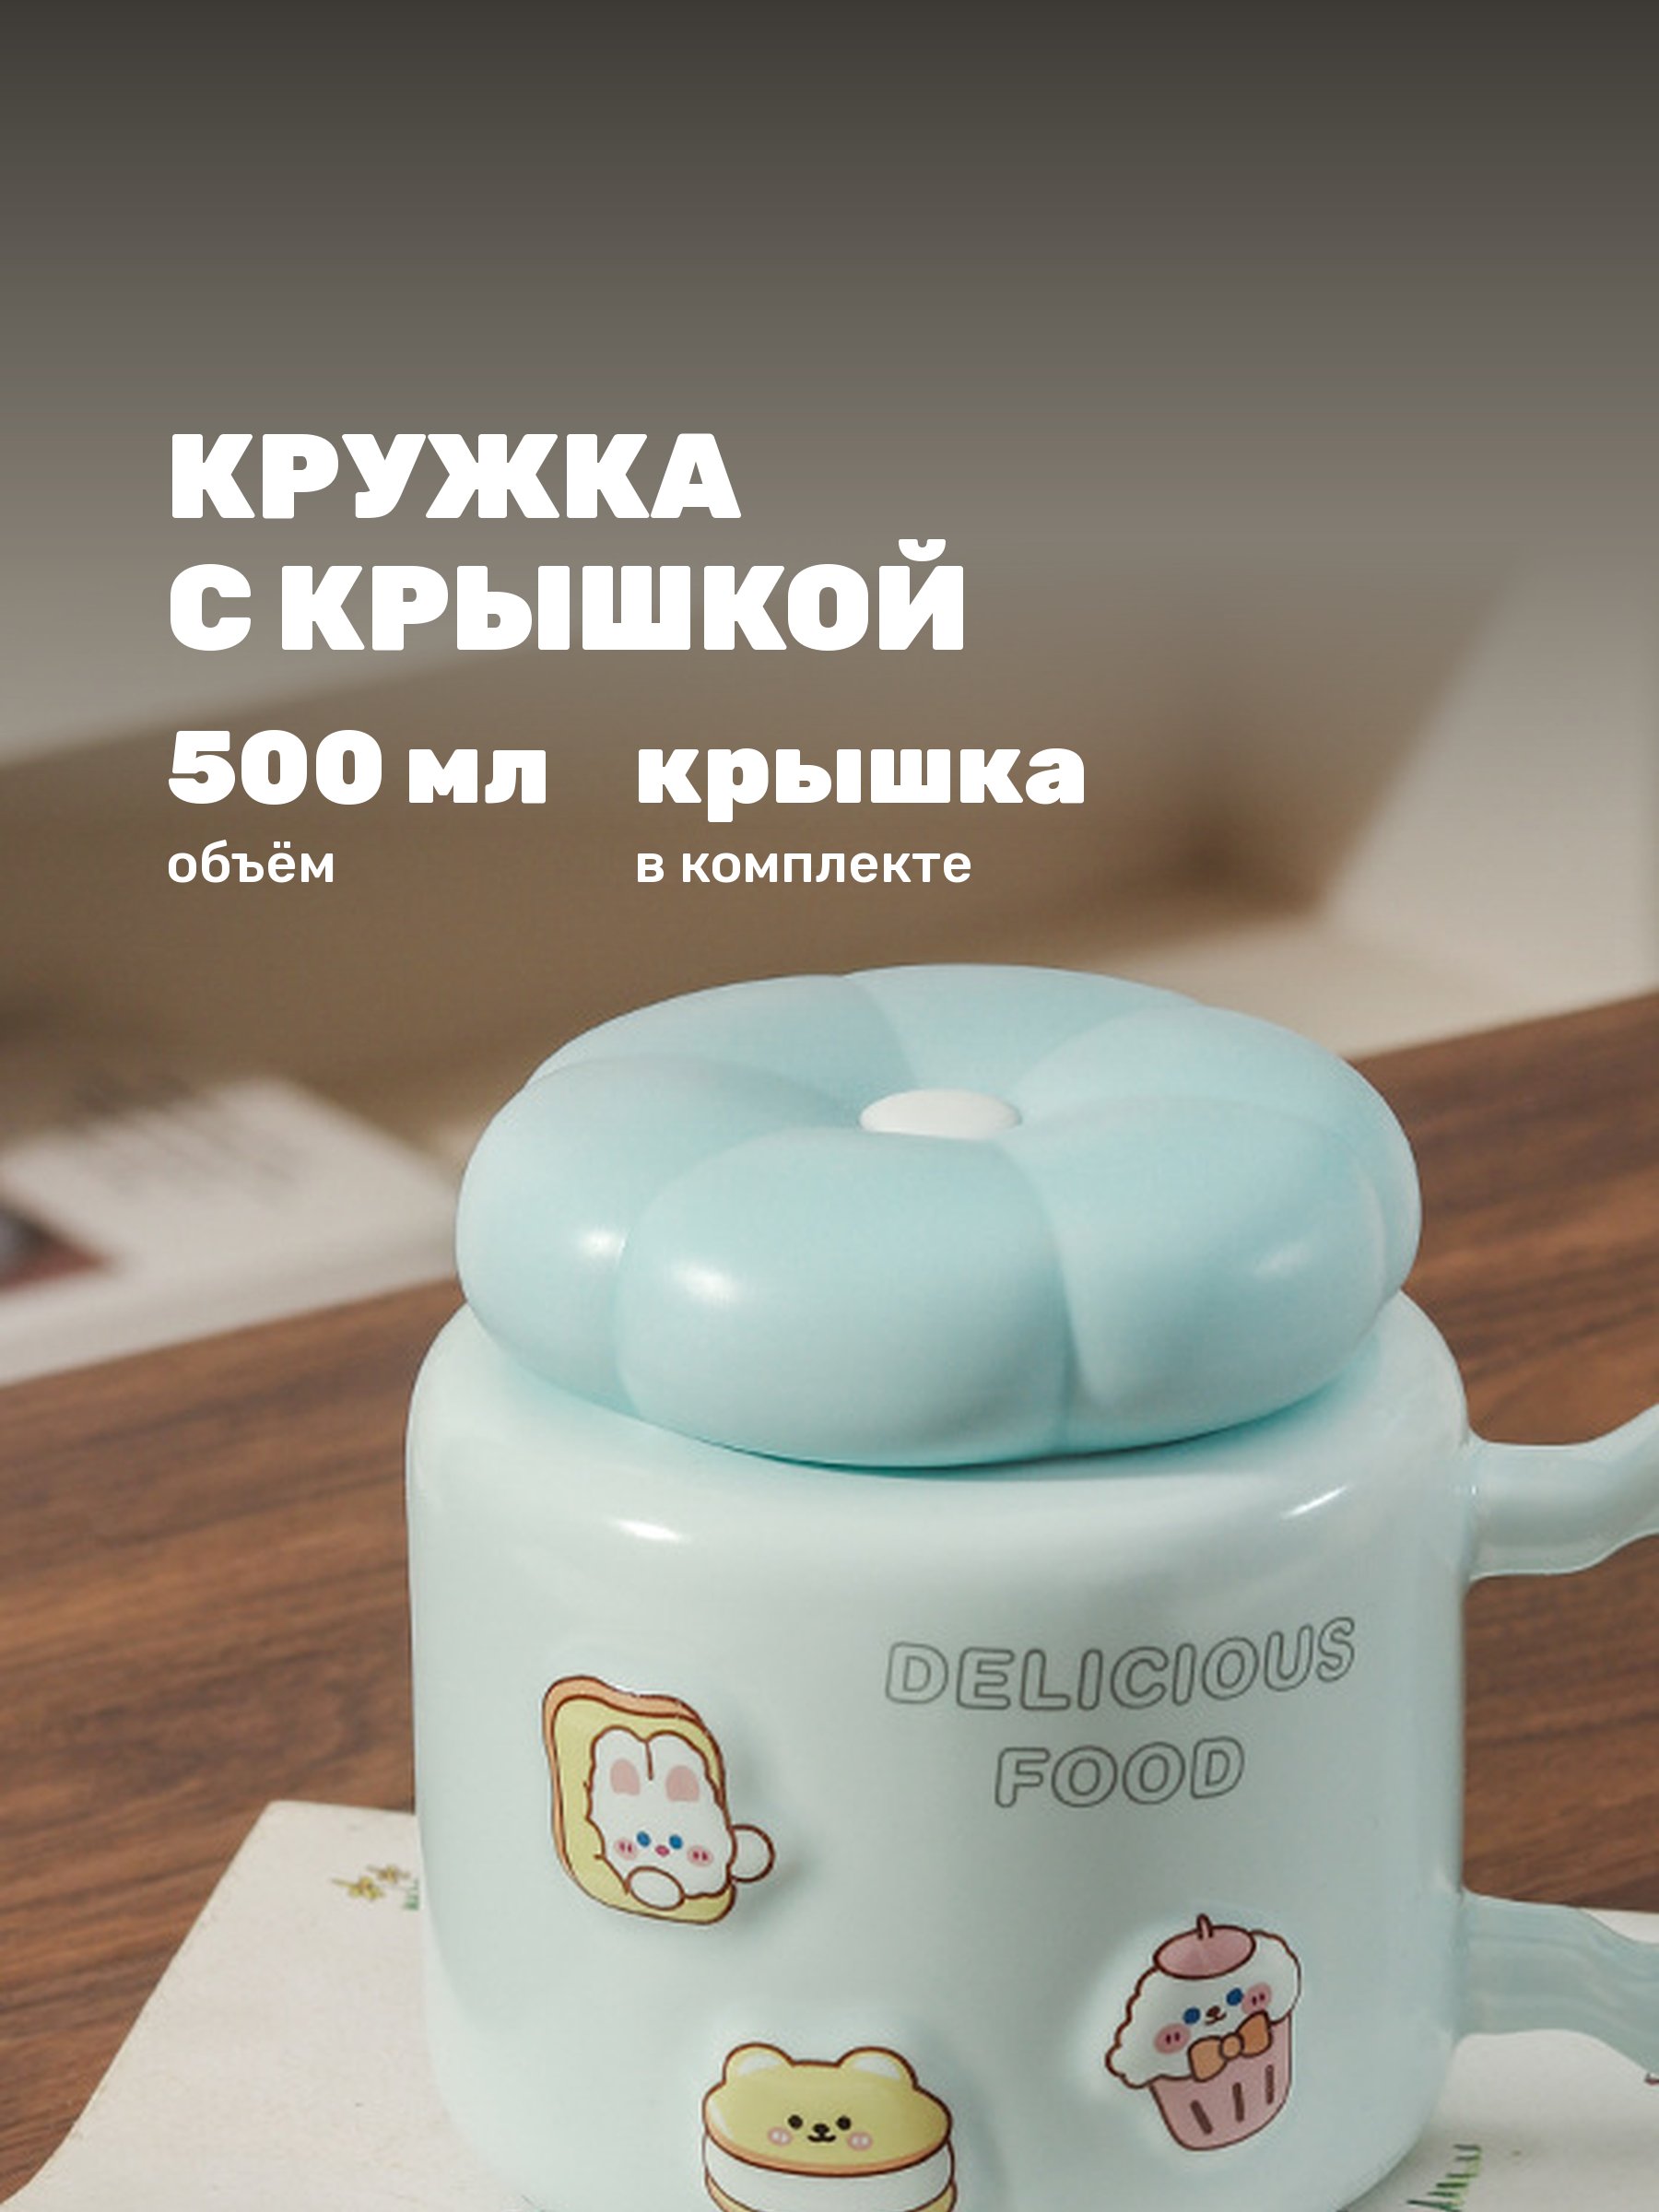 КРУЖКА
С КРЫШКОЙ
500 мл крышка
объём в комплекте
DELICIOUS
FOOD